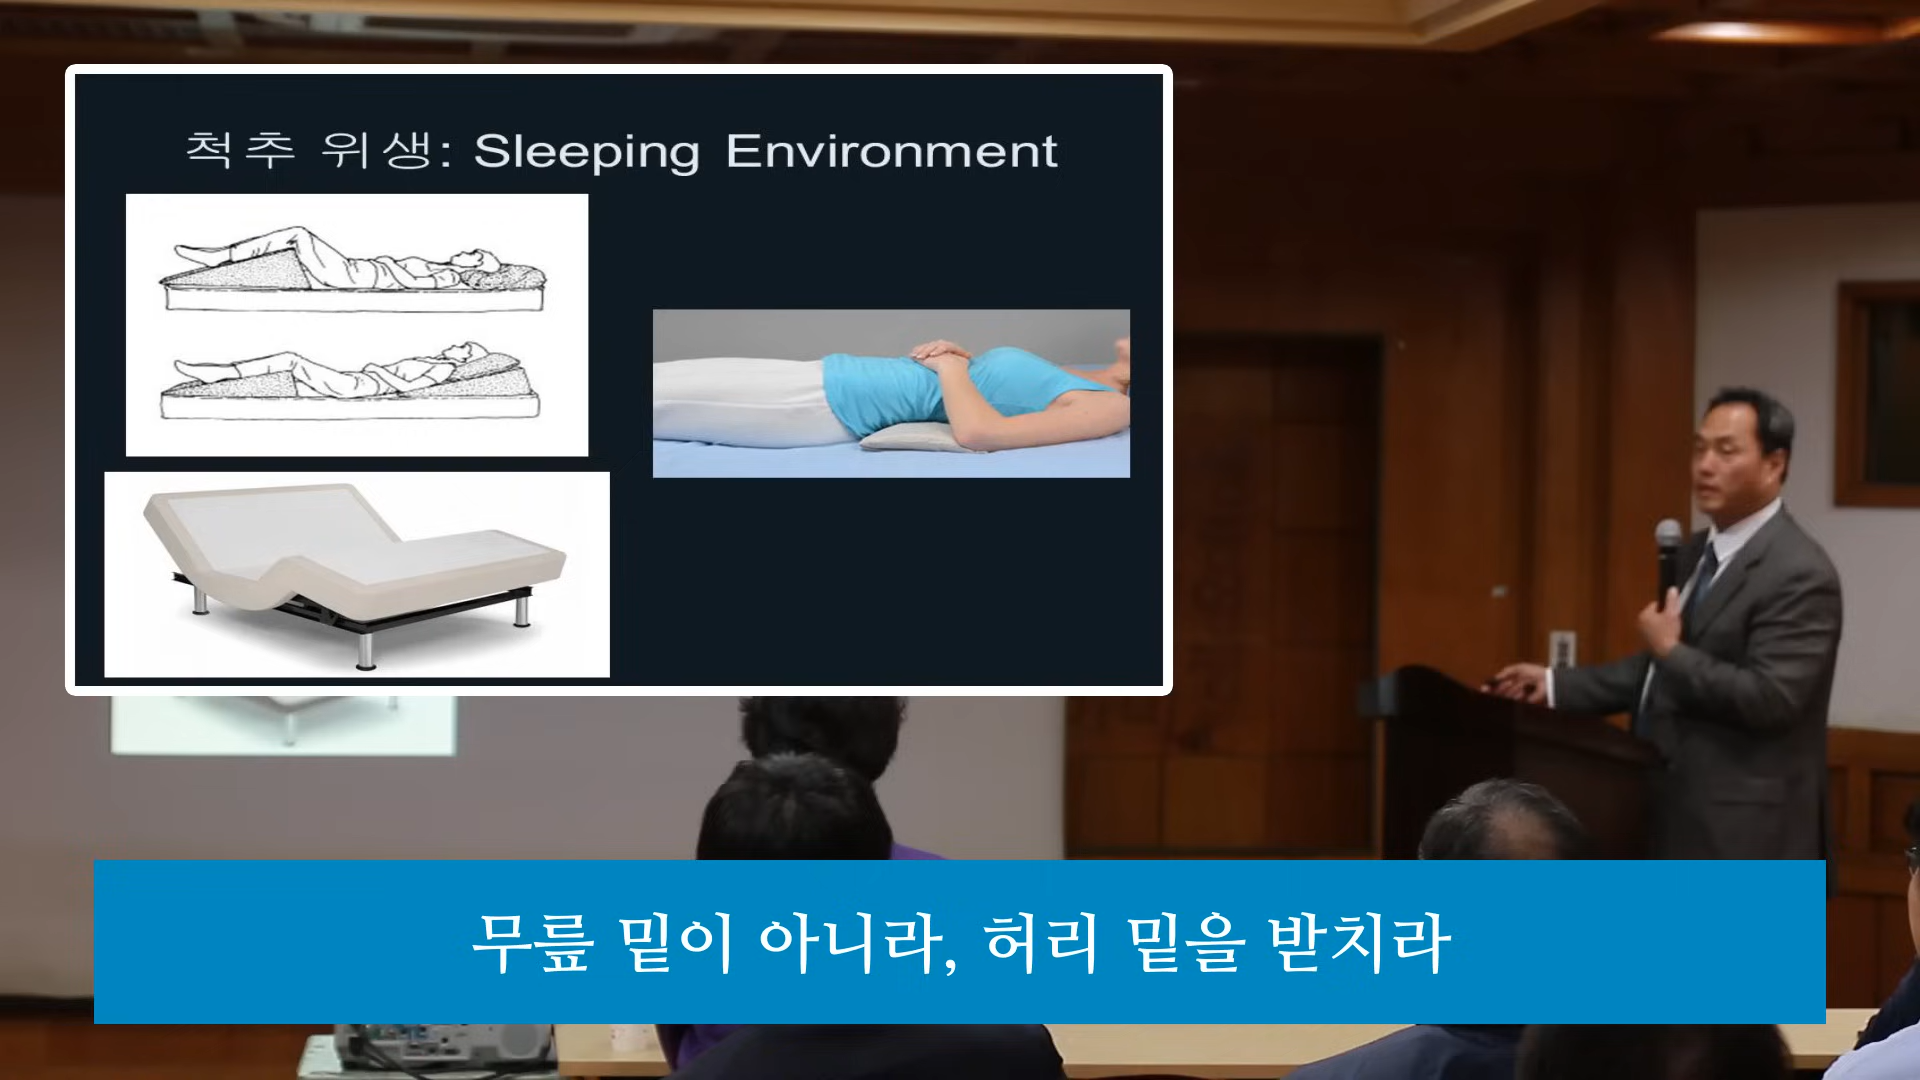 척추 위생: Sleeping Environment
무릎 밑이 아니라, 허리 밑을 받치라